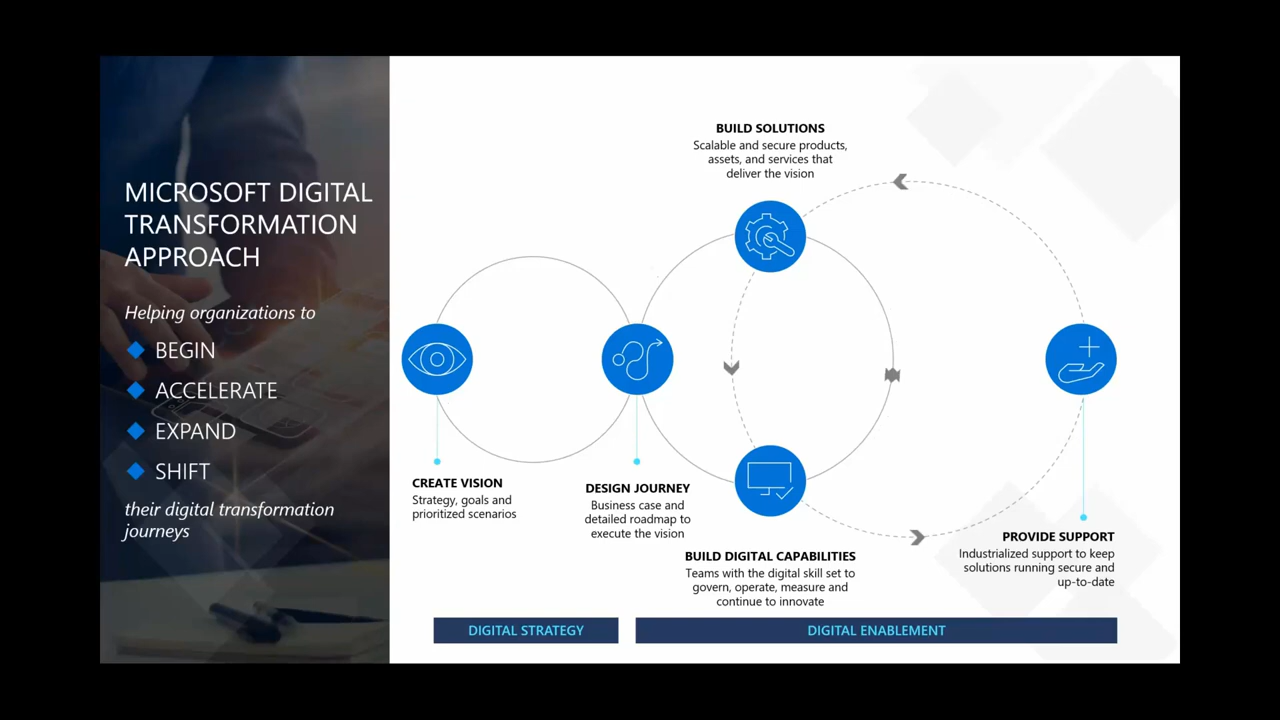 MICROSOFT DIGITAL
TRANSFORMATION
APPROACH
Helping organizations to
BEGIN
ACCELERATE
EXPAND
SHIFT
their digital transformation
journeys
BUILD SOLUTIONS
Scalable and secure products,
assets, and services that
deliver the vision
CREATE VISION
Strategy, goals and
prioritized scenarios
DESIGN JOURNEY
Business case and
detailed roadmap to
execute the vision
BUILD DIGITAL CAPABILITIES
Teams with the digital skill set to
govern, operate, measure and
continue to innovate
PROVIDE SUPPORT
Industrialized support to keep
solutions running secure and
up-to-date
DIGITAL STRATEGY
DIGITAL ENABLEMENT